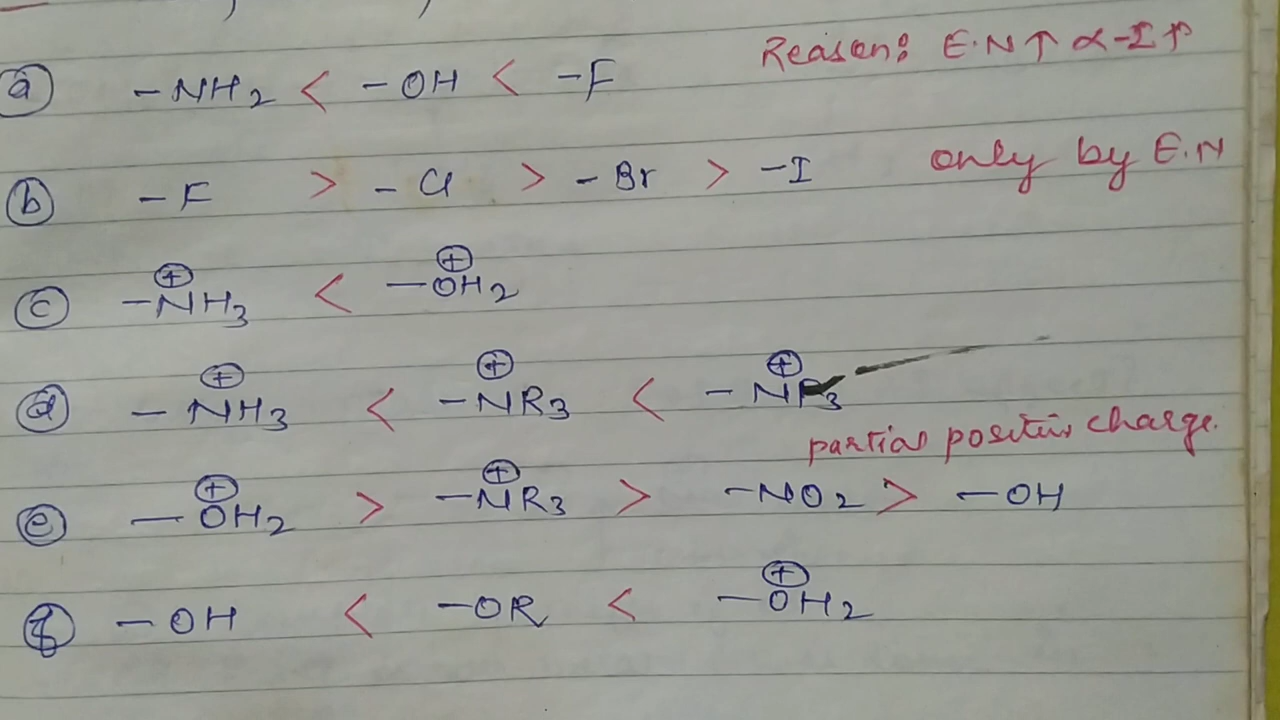 Reason: E.N↑ ∝ -I↑
ⓐ -NH₂ < -OH < -F
ⓑ -F > -Cl > -Br > -I only by E.N
ⓒ -N⊕H₃ < -O⊕H₂
ⓓ -N⊕H₃ < -N⊕R₃ < -N⊕F₃
partial positive charge.
ⓔ -O⊕H₂ > -N⊕R₃ > -NO₂ > -OH
ⓕ -OH < -OR < -O⊕H₂